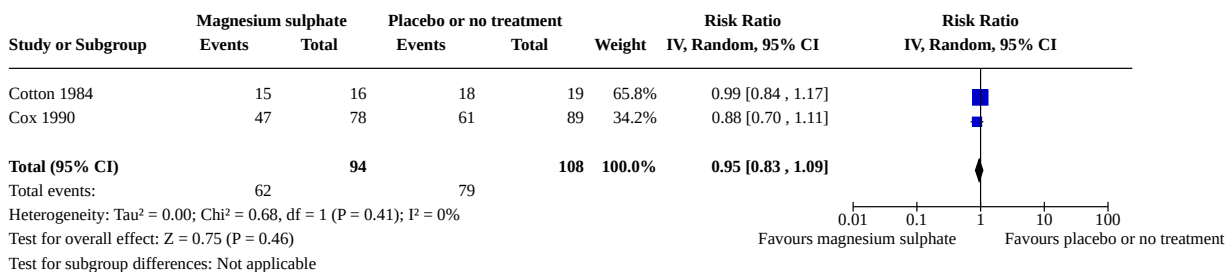 Magnesium sulphate Placebo or no treatment Risk Ratio Risk Ratio
Study or Subgroup Events Total Events Total Weight IV, Random, 95% CI IV, Random, 95% CI
Cotton 1984 15 16 18 19 65.8% 0.99 [0.84 , 1.17]
Cox 1990 47 78 61 89 34.2% 0.88 [0.70 , 1.11]
Total (95% CI) 94 108 100.0% 0.95 [0.83 , 1.09]
Total events: 62 79
Heterogeneity: Tau² = 0.00; Chi² = 0.68, df = 1 (P = 0.41); I² = 0%
0.01 0.1 1 10 100
Test for overall effect: Z = 0.75 (P = 0.46)
Favours magnesium sulphate Favours placebo or no treatment
Test for subgroup differences: Not applicable